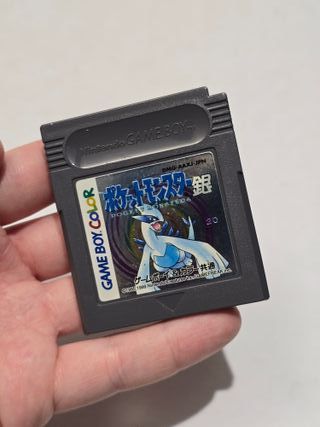 Nintendo GAME BOY
DMG-AAXJ-JPN
ポケットモンスター銀
POCKET MONSTERS
GAME BOY COLOR
20
ゲームボーイ&カラー共通